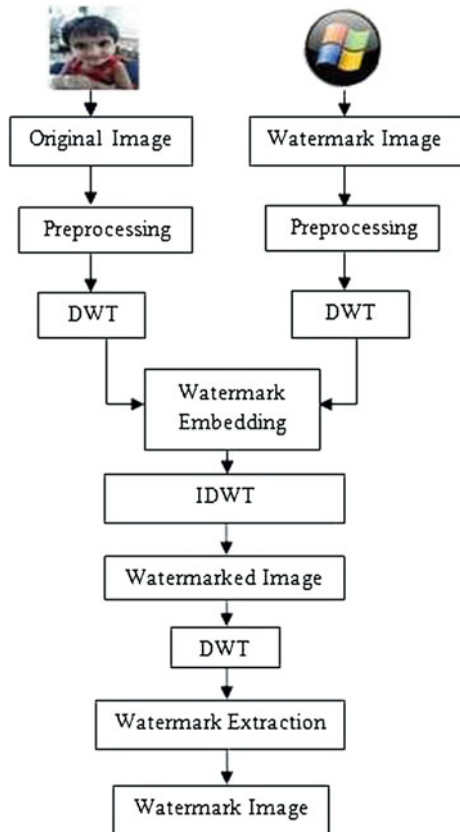 Original Image
Watermark Image
Preprocessing
Preprocessing
DWT
DWT
Watermark
Embedding
IDWT
Watermarked Image
DWT
Watermark Extraction
Watermark Image